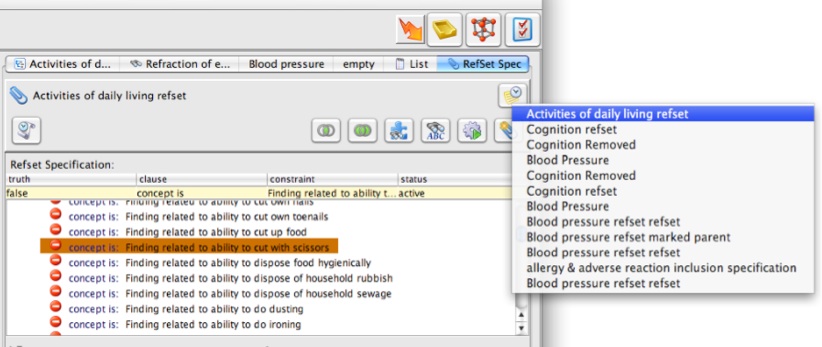 Activities of d...
Refraction of e...
Blood pressure
empty
List
RefSet Spec
Activities of daily living refset
ABC
Refset Specification:
truth clause constraint status
false concept is Finding related to ability t... active
concept is: Finding related to ability to cut own nails
concept is: Finding related to ability to cut own toenails
concept is: Finding related to ability to cut up food
concept is: Finding related to ability to cut with scissors
concept is: Finding related to ability to dispose food hygienically
concept is: Finding related to ability to dispose of household rubbish
concept is: Finding related to ability to dispose of household sewage
concept is: Finding related to ability to do dusting
concept is: Finding related to ability to do ironing
Activities of daily living refset
Cognition refset
Cognition Removed
Blood Pressure
Cognition Removed
Cognition refset
Blood Pressure
Blood pressure refset refset
Blood pressure refset marked parent
Blood pressure refset refset
allergy & adverse reaction inclusion specification
Blood pressure refset refset